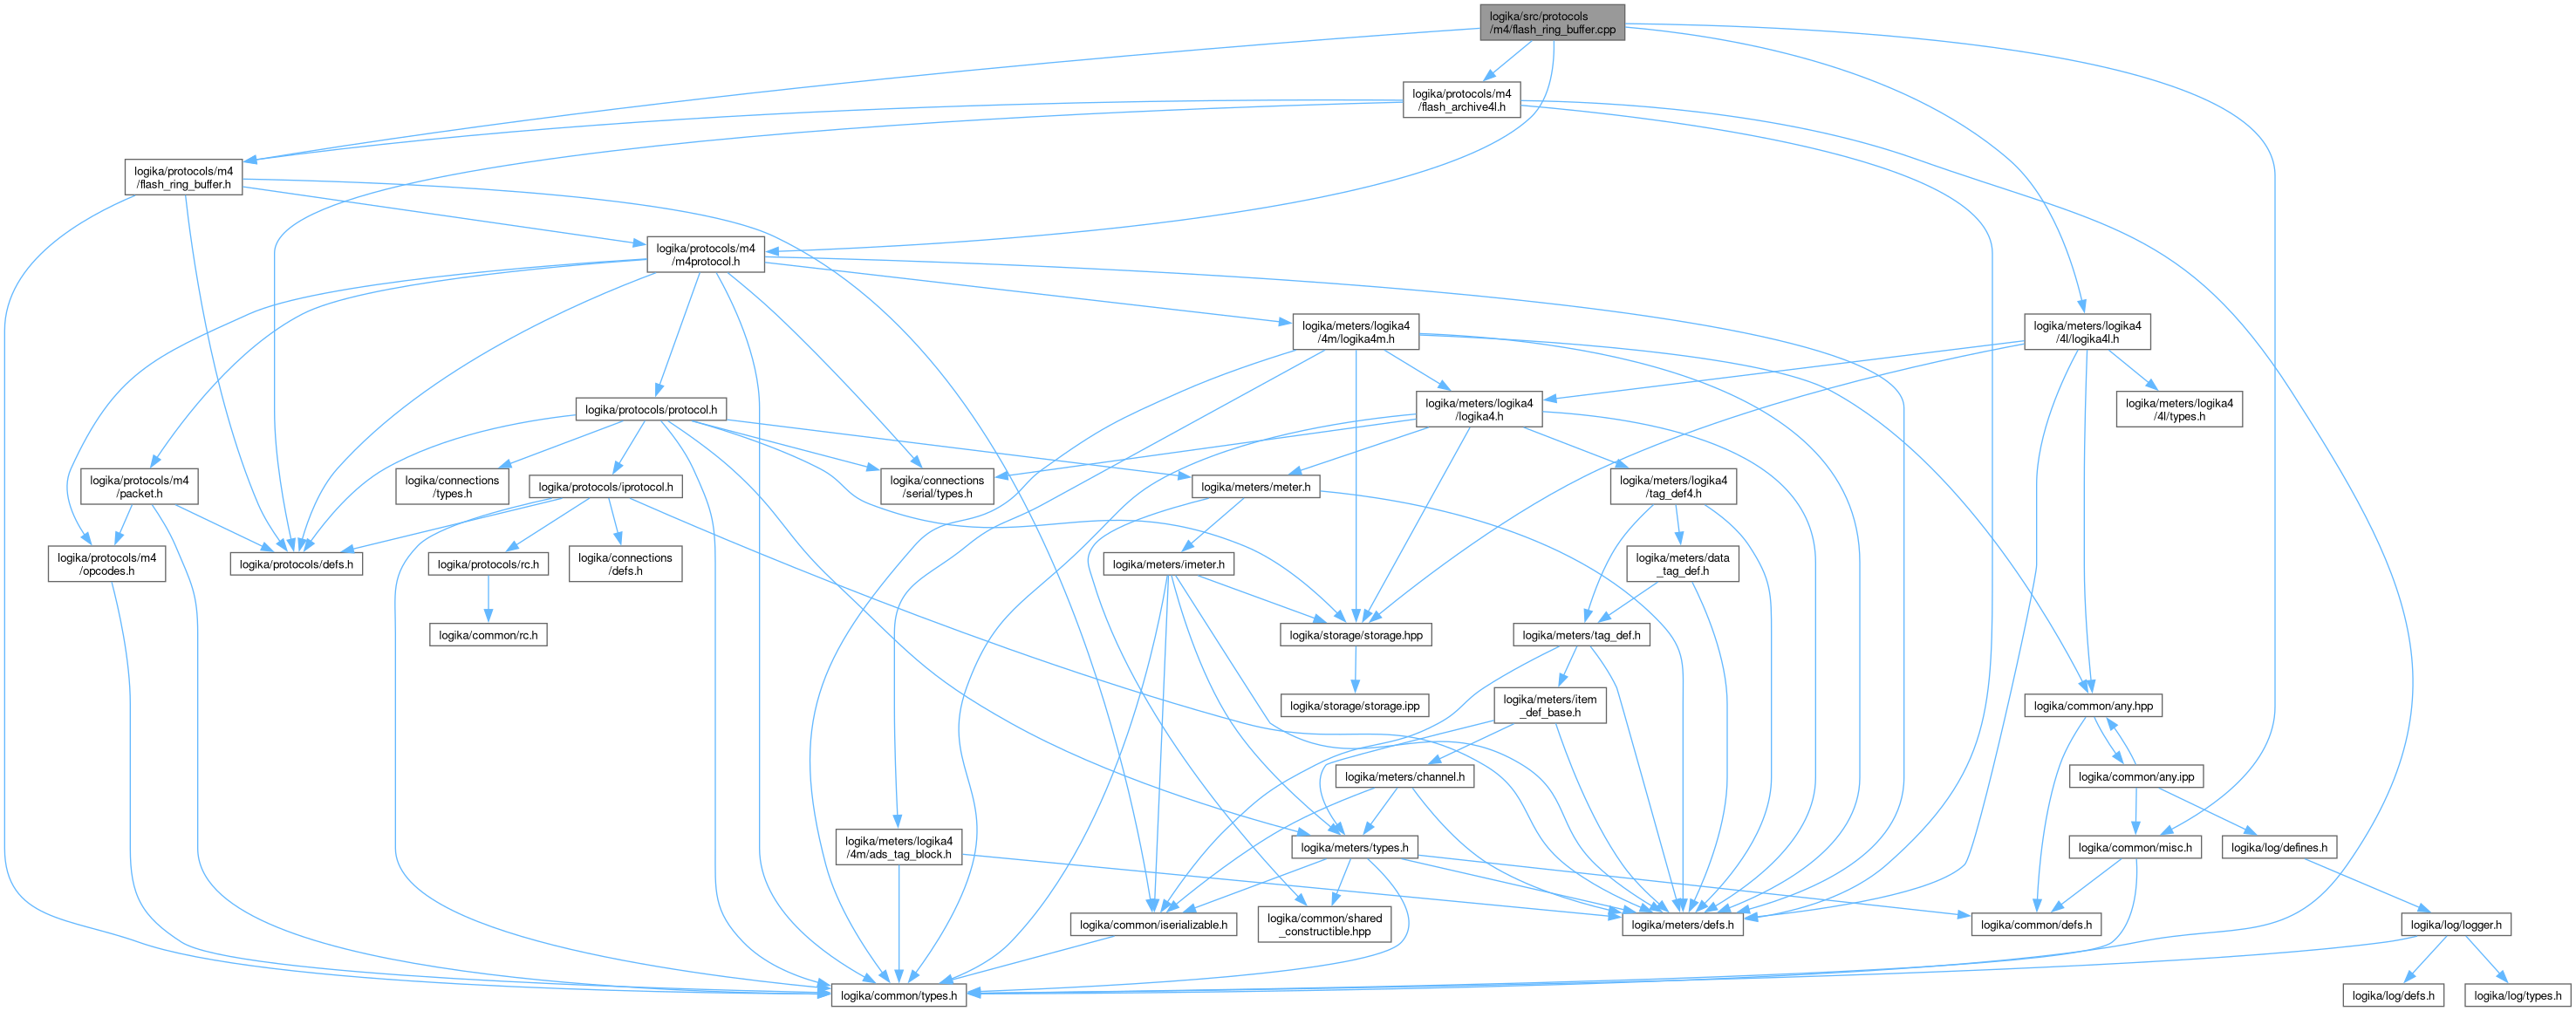 logika/src/protocols
/m4/flash_ring_buffer.cpp
logika/protocols/m4
/flash_archive4l.h
logika/protocols/m4
/flash_ring_buffer.h
logika/protocols/m4
/m4protocol.h
logika/meters/logika4
/4m/logika4m.h
logika/meters/logika4
/4l/logika4l.h
logika/protocols/protocol.h
logika/meters/logika4
/logika4.h
logika/meters/logika4
/4l/types.h
logika/protocols/m4
/packet.h
logika/connections
/types.h
logika/protocols/iprotocol.h
logika/connections
/serial/types.h
logika/meters/meter.h
logika/meters/logika4
/tag_def4.h
logika/protocols/m4
/opcodes.h
logika/protocols/defs.h
logika/protocols/rc.h
logika/connections
/defs.h
logika/meters/imeter.h
logika/meters/data
_tag_def.h
logika/common/rc.h
logika/storage/storage.hpp
logika/meters/tag_def.h
logika/storage/storage.ipp
logika/meters/item
_def_base.h
logika/common/any.hpp
logika/meters/channel.h
logika/common/any.ipp
logika/meters/logika4
/4m/ads_tag_block.h
logika/meters/types.h
logika/common/misc.h
logika/log/defines.h
logika/common/iserializable.h
logika/common/shared
_constructible.hpp
logika/meters/defs.h
logika/common/defs.h
logika/log/logger.h
logika/common/types.h
logika/log/defs.h
logika/log/types.h